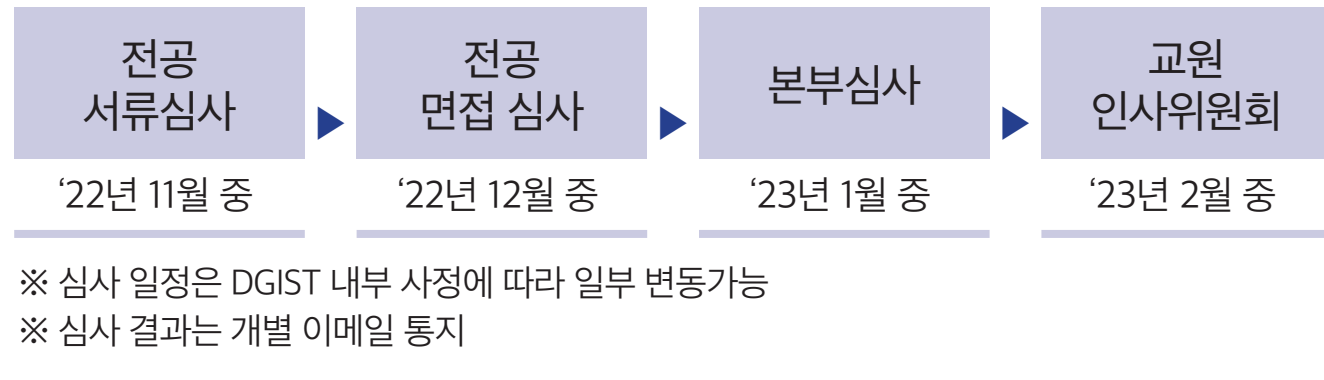 전공
서류심사
전공
면접 심사
본부심사
교원
인사위원회
‘22년 11월 중
‘22년 12월 중
‘23년 1월 중
‘23년 2월 중
※ 심사 일정은 DGIST 내부 사정에 따라 일부 변동가능
※ 심사 결과는 개별 이메일 통지